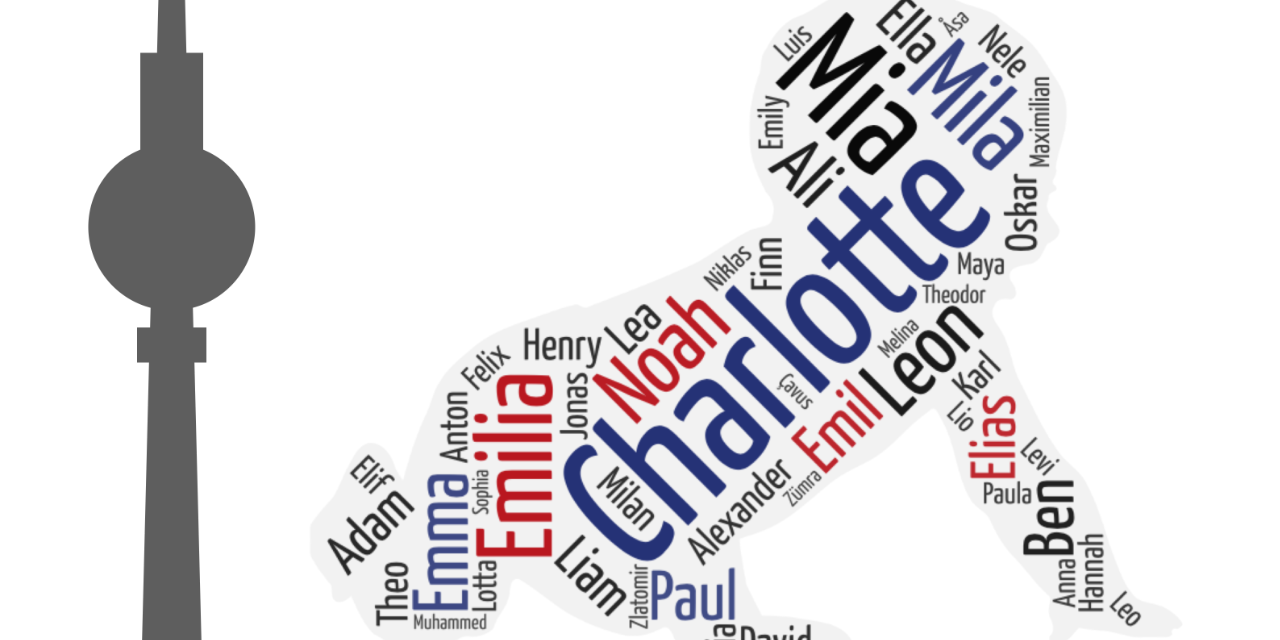 Luis
Ella
Åsa
Nele
Mia
Mila
Emily
Maximilian
Ali
Oskar
Charlotte
Maya
Theodor
Niklas
Finn
Noah
Lea
Henry
Felix
Melina
Leon
Karl
Lio
Çavus
Emil
Jonas
Emilia
Anton
Elias
Levi
Elif
Adam
Emma
Sophia
Milan
Alexander
Zümra
Paula
Ben
Theo
Muhammed
Lotta
Liam
Zlatomir
Paul
Anna
Hannah
Leo
David